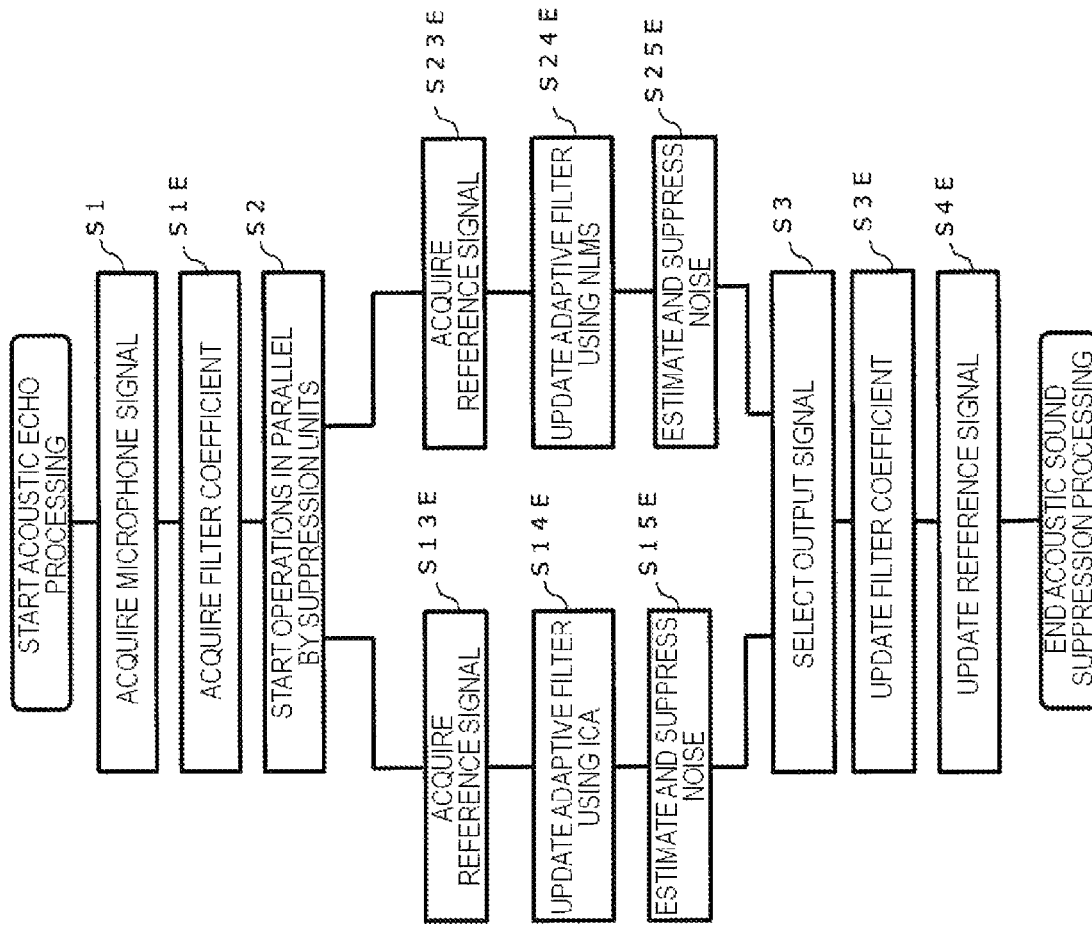 START ACOUSTIC ECHO
PROCESSING
S1
ACQUIRE MICROPHONE SIGNAL
S1E
ACQUIRE FILTER COEFFICIENT
S2
START OPERATIONS IN PARALLEL
BY SUPPRESSION UNITS
S13E
ACQUIRE
REFERENCE SIGNAL
S14E
UPDATE ADAPTIVE FILTER
USING ICA
S15E
ESTIMATE AND SUPPRESS
NOISE
S23E
ACQUIRE
REFERENCE SIGNAL
S24E
UPDATE ADAPTIVE FILTER
USING NLMS
S25E
ESTIMATE AND SUPPRESS
NOISE
S3
SELECT OUTPUT SIGNAL
S3E
UPDATE FILTER COEFFICIENT
S4E
UPDATE REFERENCE SIGNAL
END ACOUSTIC SOUND
SUPPRESSION PROCESSING